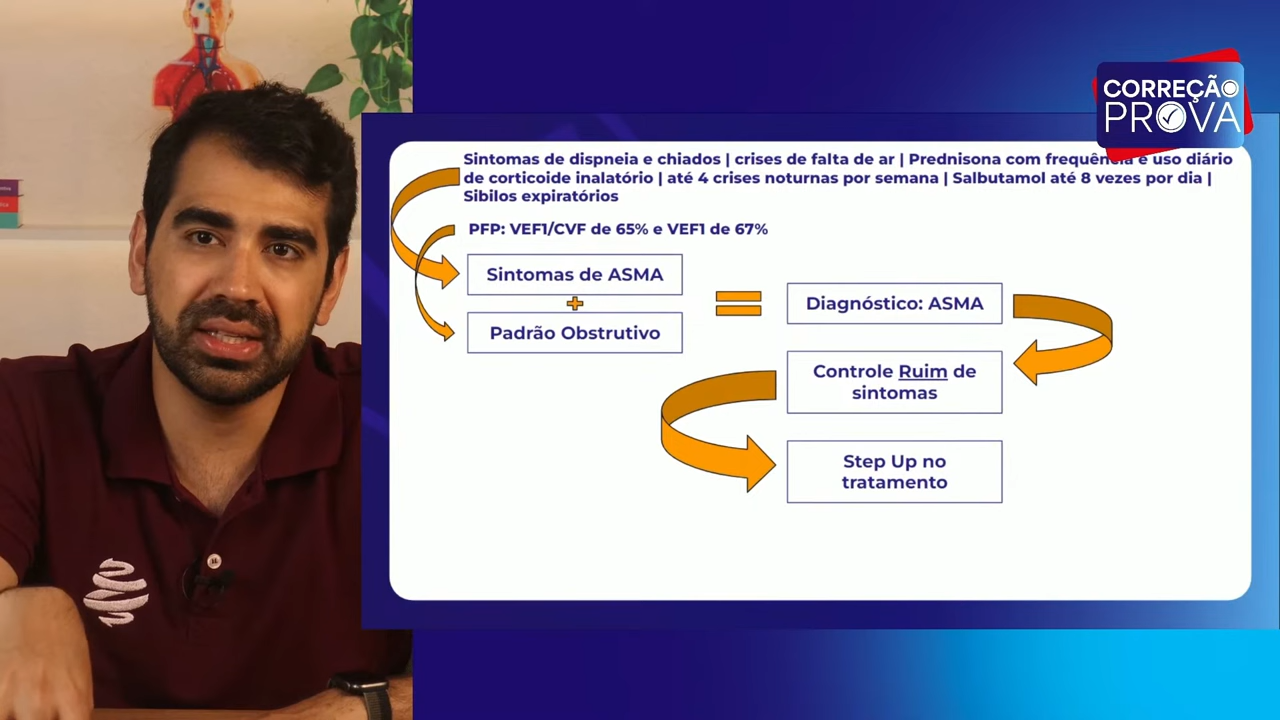 CORREÇÃO
PROVA
Sintomas de dispneia e chiados | crises de falta de ar | Prednisona com frequência e uso diário
de corticoide inalatório | até 4 crises noturnas por semana | Salbutamol até 8 vezes por dia |
Sibilos expiratórios
PFP: VEF1/CVF de 65% e VEF1 de 67%
Sintomas de ASMA
+
Padrão Obstrutivo
=
Diagnóstico: ASMA
Controle Ruim de
sintomas
Step Up no
tratamento